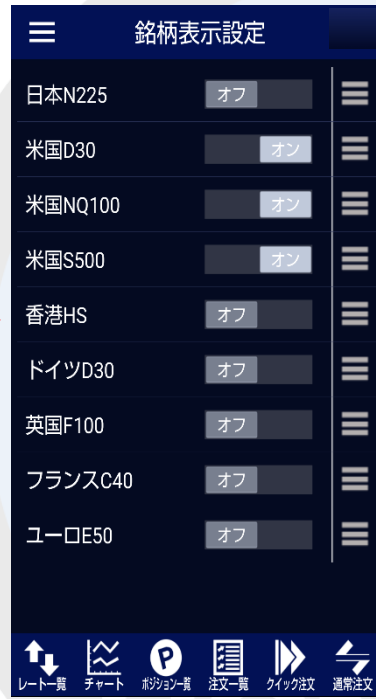 銘柄表示設定
日本N225 オフ
米国D30 オン
米国NQ100 オン
米国S500 オン
香港HS オフ
ドイツD30 オフ
英国F100 オフ
フランスC40 オフ
ユーロE50 オフ
レート一覧 チャート ポジション一覧 注文一覧 クイック注文 通常注文
P